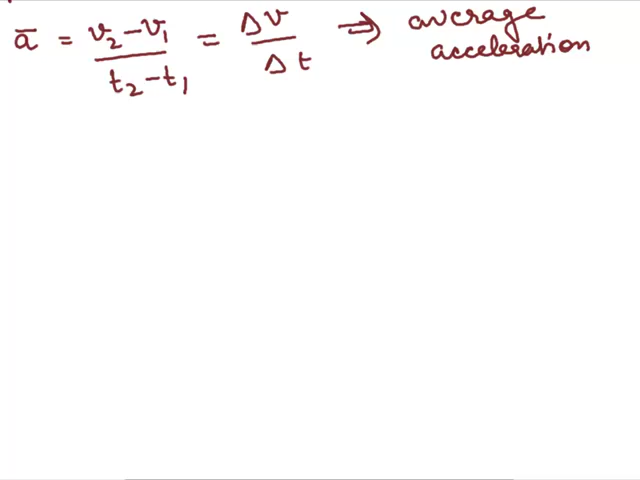 ā = v₂ − v₁ / t₂ − t₁ = Δv / Δt ⇒ average
acceleration